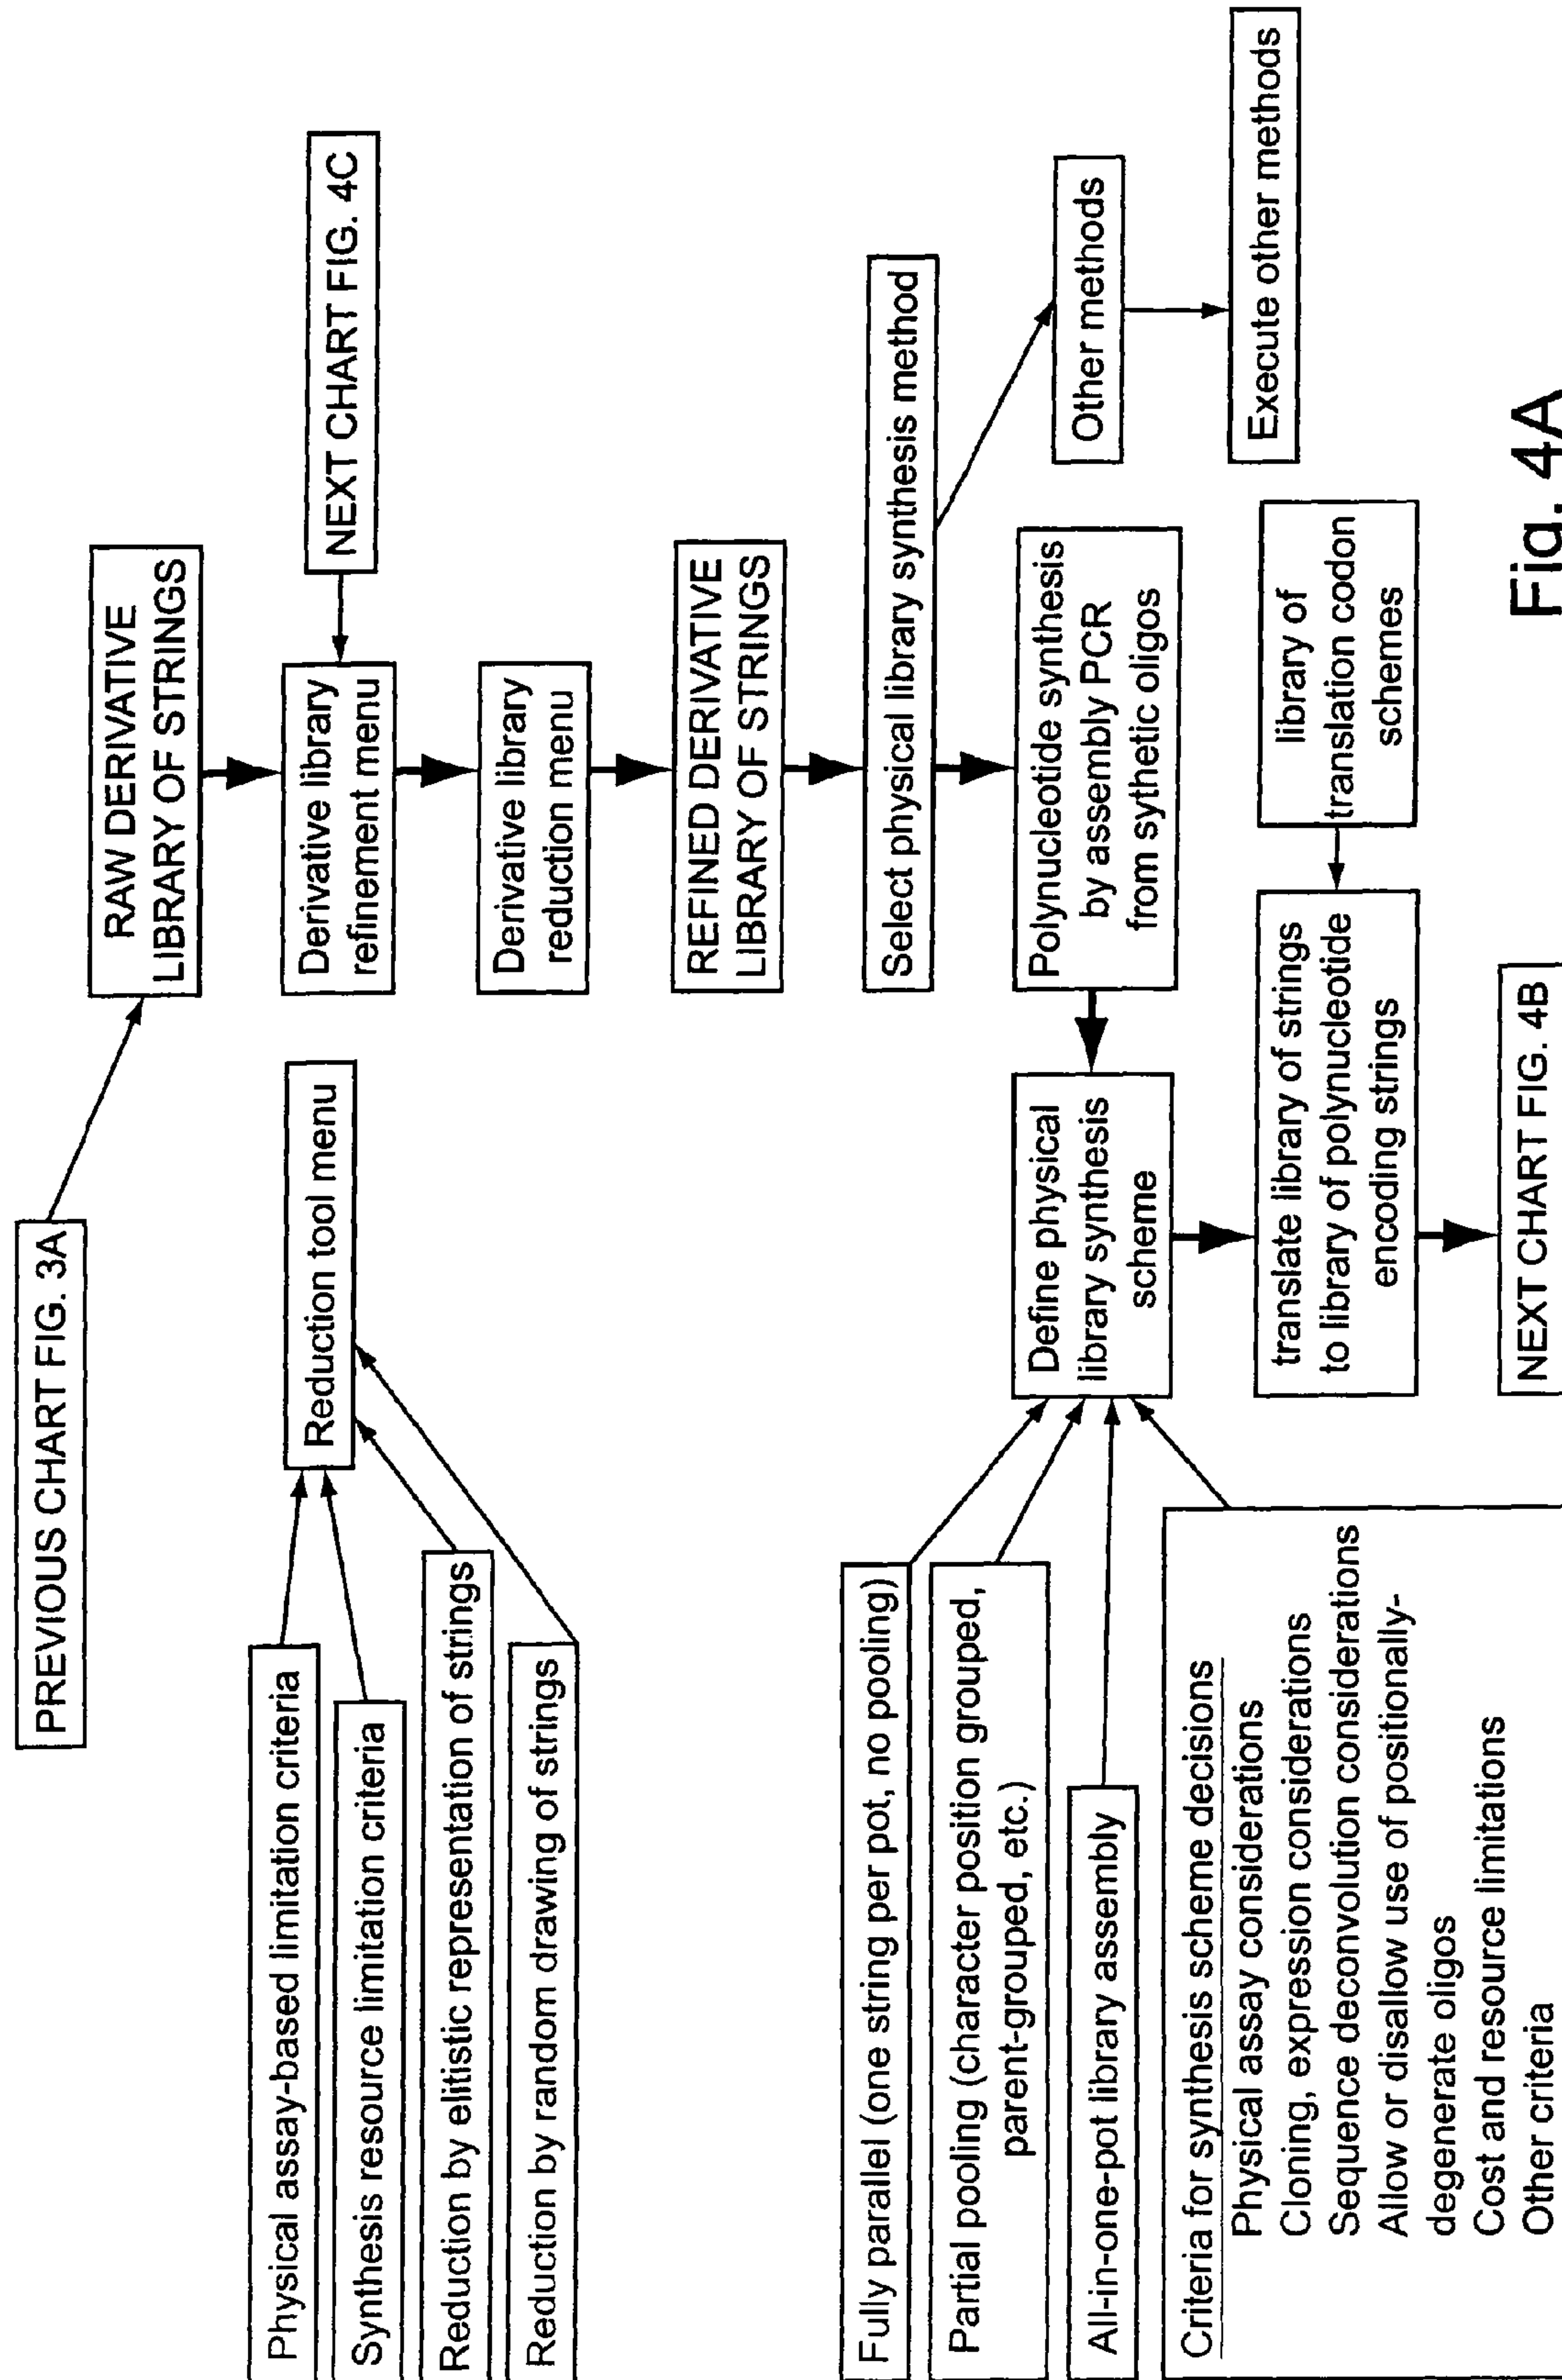 PREVIOUS CHART FIG. 3A
RAW DERIVATIVE
LIBRARY OF STRINGS
NEXT CHART FIG. 4C
Derivative library
refinement menu
Reduction tool menu
Physical assay-based limitation criteria
Synthesis resource limitation criteria
Reduction by elitistic representation of strings
Reduction by random drawing of strings
Derivative library
reduction menu
REFINED DERIVATIVE
LIBRARY OF STRINGS
Select physical library synthesis method
Other methods
Execute other methods
Polynucleotide synthesis
by assembly PCR
from sythetic oligos
Define physical
library synthesis
scheme
Fully parallel (one string per pot, no pooling)
Partial pooling (character position grouped,
parent-grouped, etc.)
All-in-one-pot library assembly
Criteria for synthesis scheme decisions
Physical assay considerations
Cloning, expression considerations
Sequence deconvolution considerations
Allow or disallow use of positionally-
degenerate oligos
Cost and resource limitations
Other criteria
translate library of strings
to library of polynucleotide
encoding strings
library of
translation codon
schemes
NEXT CHART FIG. 4B
Fig. 4A